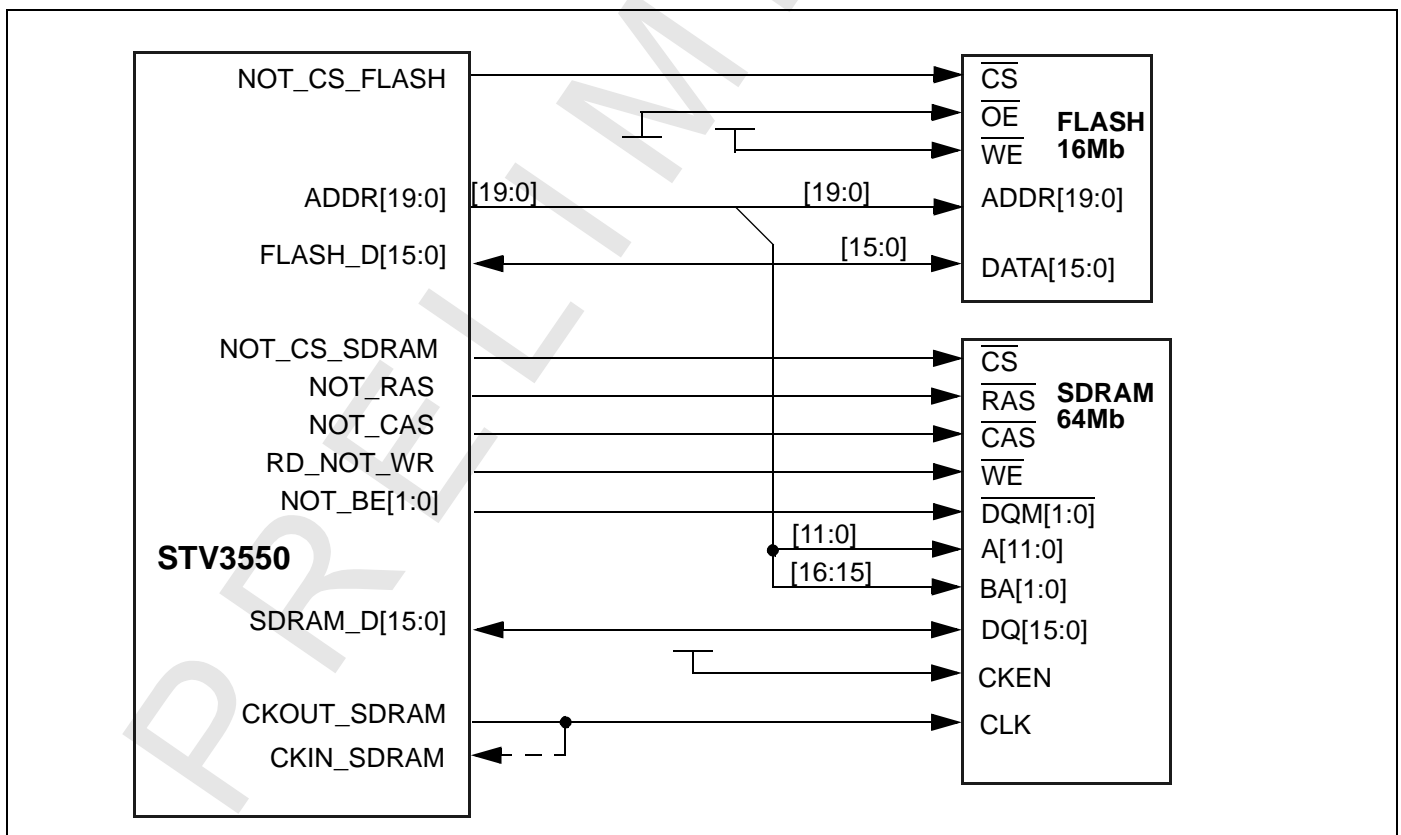 NOT_CS_FLASH
CS
OE
FLASH
16Mb
WE
ADDR[19:0]
[19:0]
[19:0]
ADDR[19:0]
FLASH_D[15:0]
[15:0]
DATA[15:0]
NOT_CS_SDRAM
CS
NOT_RAS
RAS
SDRAM
64Mb
NOT_CAS
CAS
RD_NOT_WR
WE
NOT_BE[1:0]
DQM[1:0]
STV3550
[11:0]
A[11:0]
[16:15]
BA[1:0]
SDRAM_D[15:0]
DQ[15:0]
CKEN
CKOUT_SDRAM
CLK
CKIN_SDRAM
PRELIM